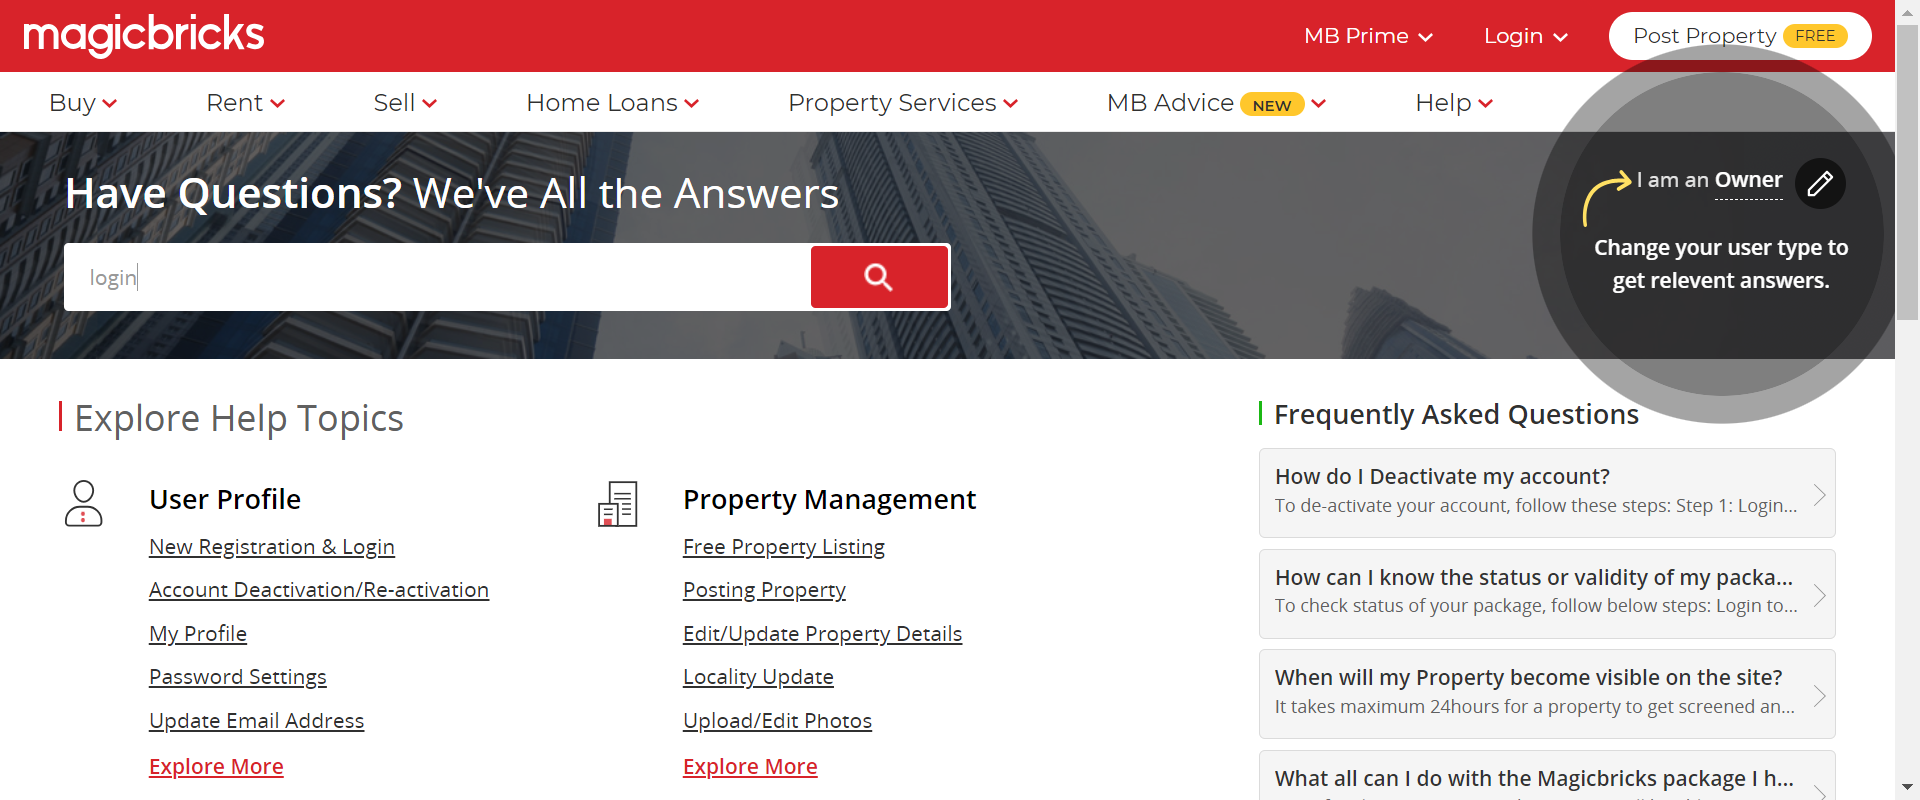 magicbricks
MB Prime
Login
Post Property FREE
Buy
Rent
Sell
Home Loans
Property Services
MB Advice NEW
Help
Have Questions? We've All the Answers
login
I am an Owner
Change your user type to
get relevent answers.
Explore Help Topics
User Profile
New Registration & Login
Account Deactivation/Re-activation
My Profile
Password Settings
Update Email Address
Explore More
Property Management
Free Property Listing
Posting Property
Edit/Update Property Details
Locality Update
Upload/Edit Photos
Explore More
Frequently Asked Questions
How do I Deactivate my account?
To de-activate your account, follow these steps: Step 1: Login...
How can I know the status or validity of my packa...
To check status of your package, follow below steps: Login to...
When will my Property become visible on the site?
It takes maximum 24hours for a property to get screened an...
What all can I do with the Magicbricks package I h...